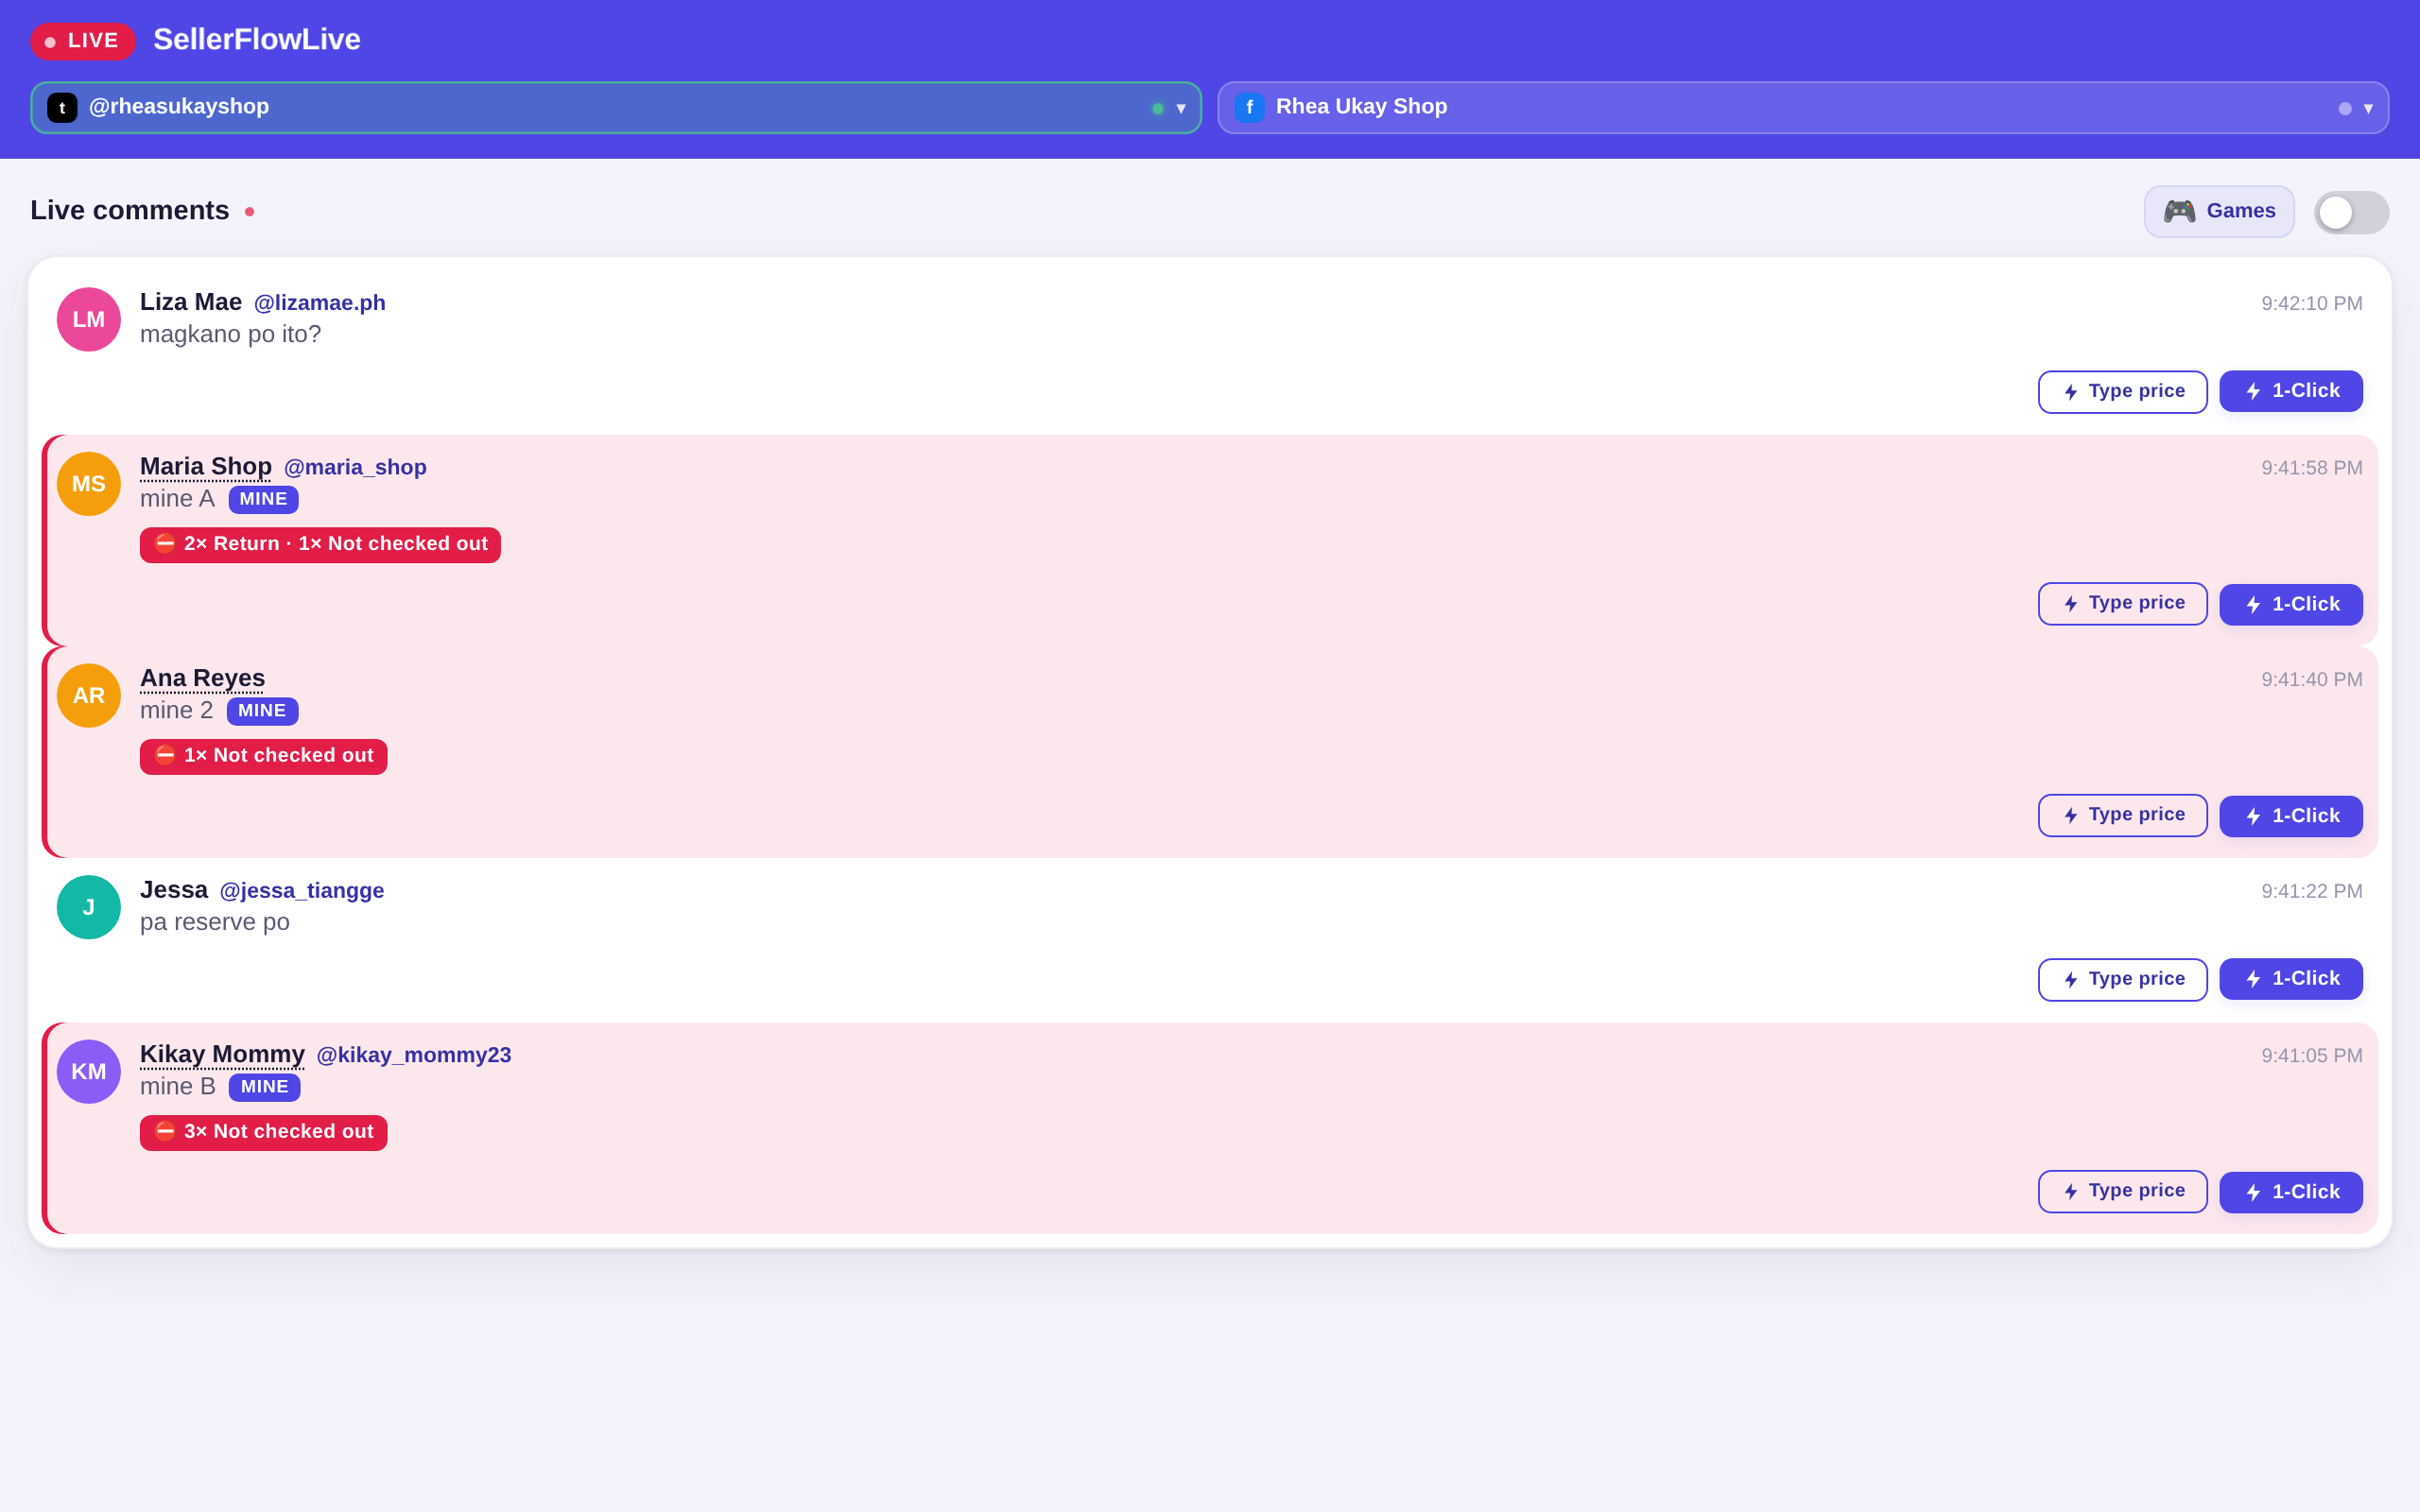 LIVE SellerFlowLive
t @rheasukayshop ▾ f Rhea Ukay Shop ▾
Live comments 🎮 Games
LM Liza Mae @lizamae.ph 9:42:10 PM
magkano po ito?
Type price 1-Click
MS Maria Shop @maria_shop 9:41:58 PM
mine A MINE
⛔ 2× Return · 1× Not checked out
Type price 1-Click
AR Ana Reyes 9:41:40 PM
mine 2 MINE
⛔ 1× Not checked out
Type price 1-Click
J Jessa @jessa_tiangge 9:41:22 PM
pa reserve po
Type price 1-Click
KM Kikay Mommy @kikay_mommy23 9:41:05 PM
mine B MINE
⛔ 3× Not checked out
Type price 1-Click